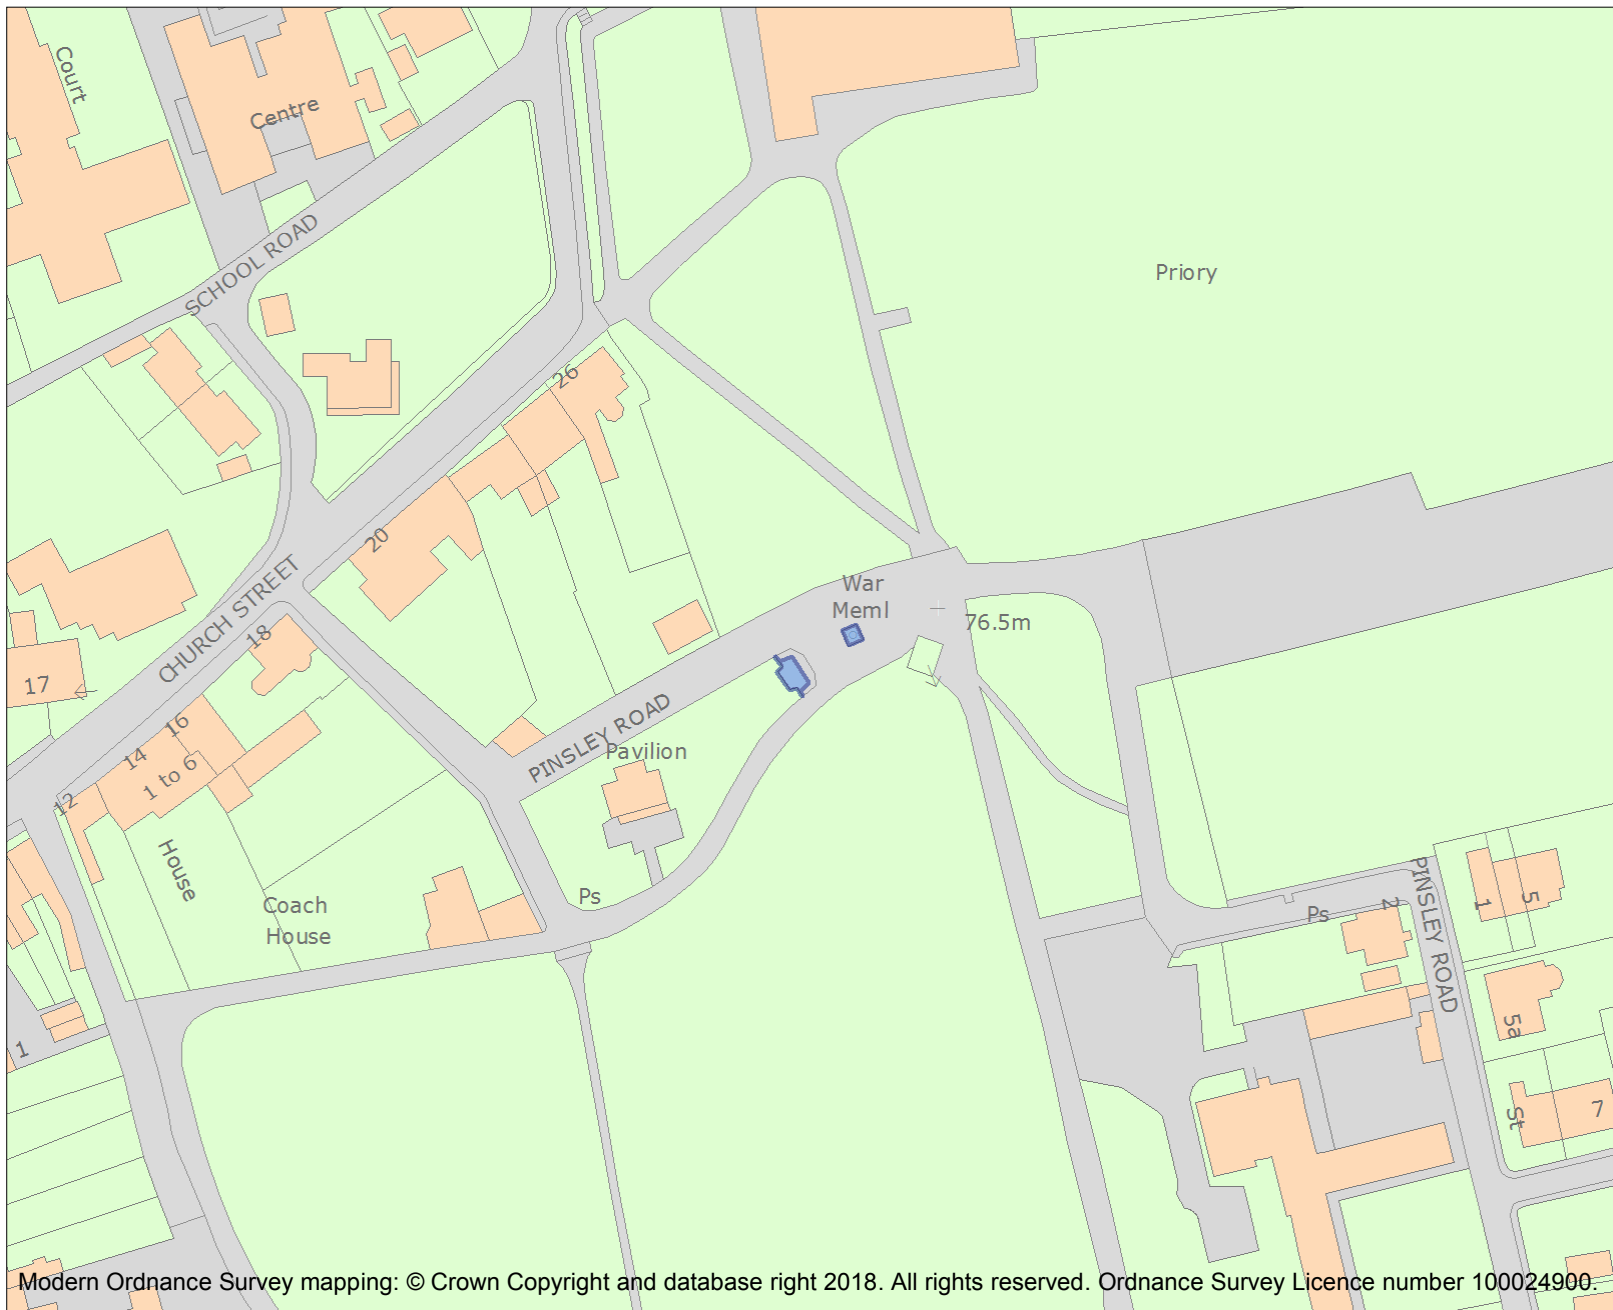 Court
Centre
SCHOOL ROAD
Priory
26
20
War
Meml
76.5m
CHURCH STREET
18
17
16
14
1 to 6
12
PINSLEY ROAD
Pavilion
House
Coach
House
Ps
Ps
2
PINSLEY ROAD
1
5
5a
1
St
7
Modern Ordnance Survey mapping: © Crown Copyright and database right 2018. All rights reserved. Ordnance Survey Licence number 100024900.